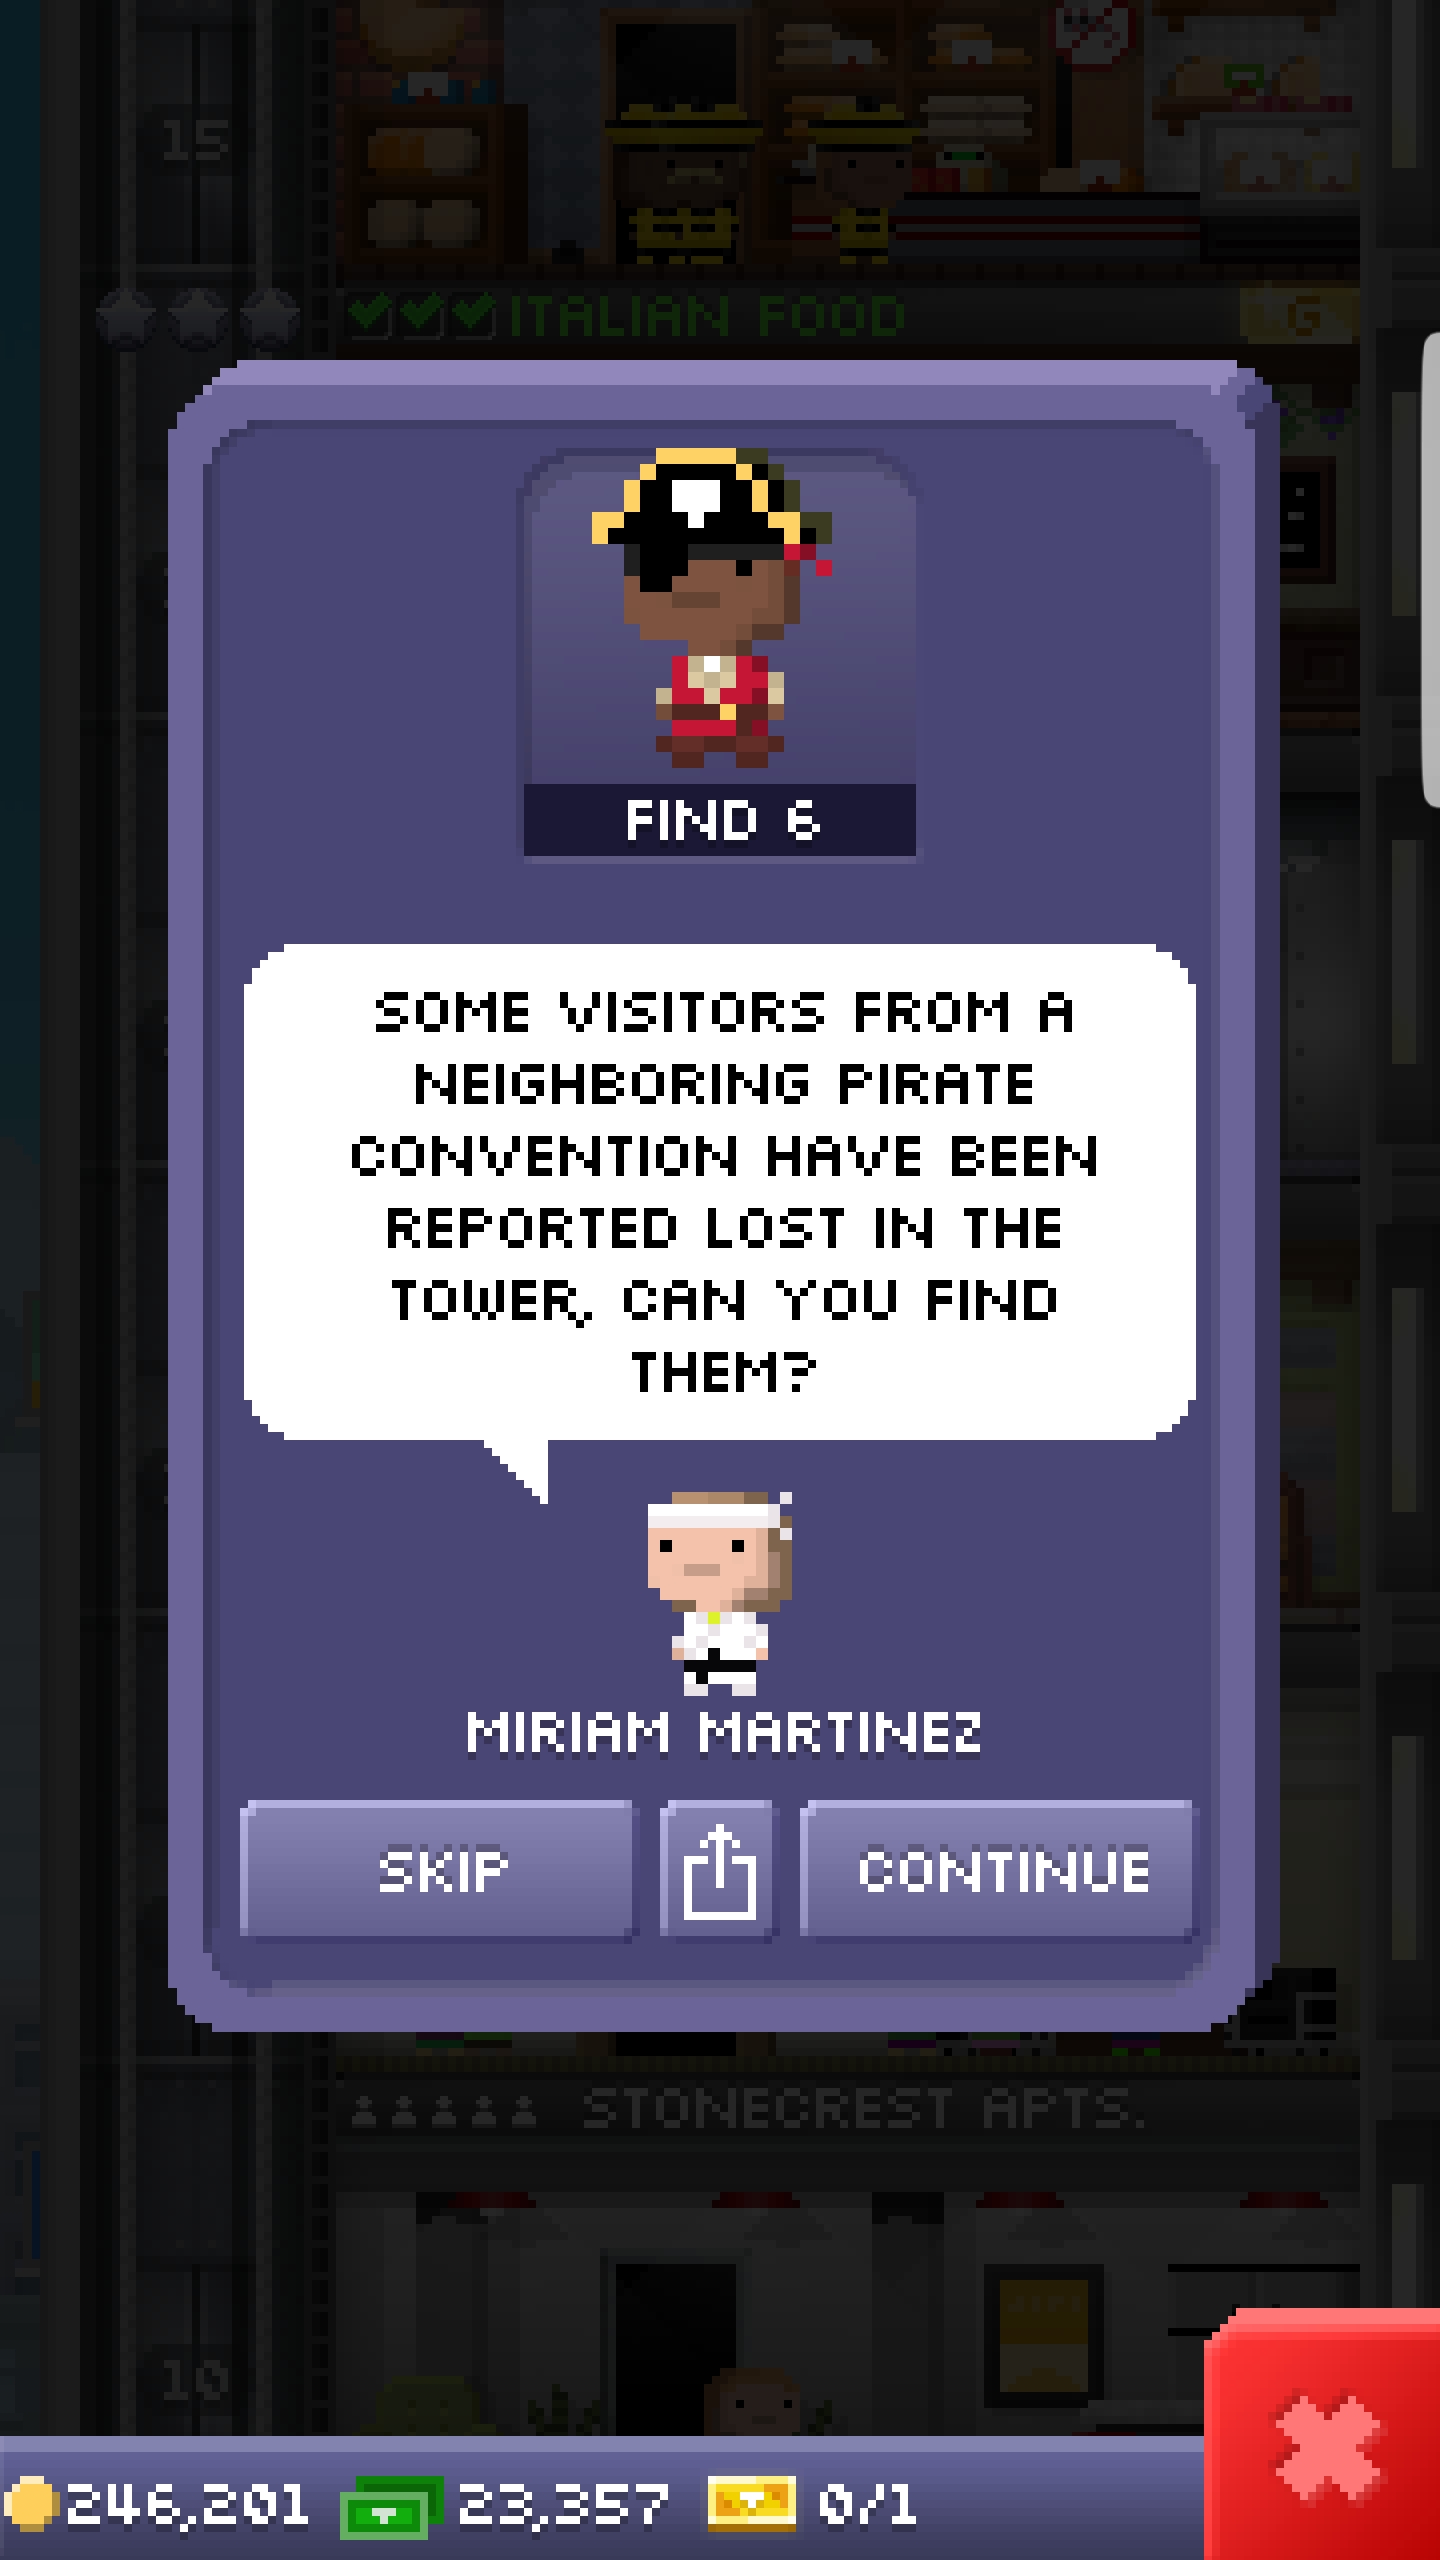 15
ITALIAN FOOD
6
FIND 6
SOME VISITORS FROM A
NEIGHBORING PIRATE
CONVENTION HAVE BEEN
REPORTED LOST IN THE
TOWER, CAN YOU FIND
THEM?
MIRIAM MARTINEZ
SKIP
CONTINUE
STONECREST APTS.
10
246,201
23,357
0/1